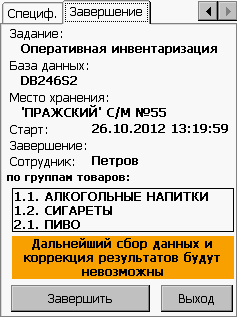 Специф. Завершение
Задание:
Оперативная инвентаризация
База данных:
DB246S2
Место хранения:
'ПРАЖСКИЙ' С/М №55
Старт: 26.10.2012 13:19:59
Завершение:
Сотрудник: Петров
по группам товаров:
1.1. АЛКОГОЛЬНЫЕ НАПИТКИ
1.2. СИГАРЕТЫ
2.1. ПИВО
Дальнейший сбор данных и
коррекция результатов будут
невозможны
Завершить Выход